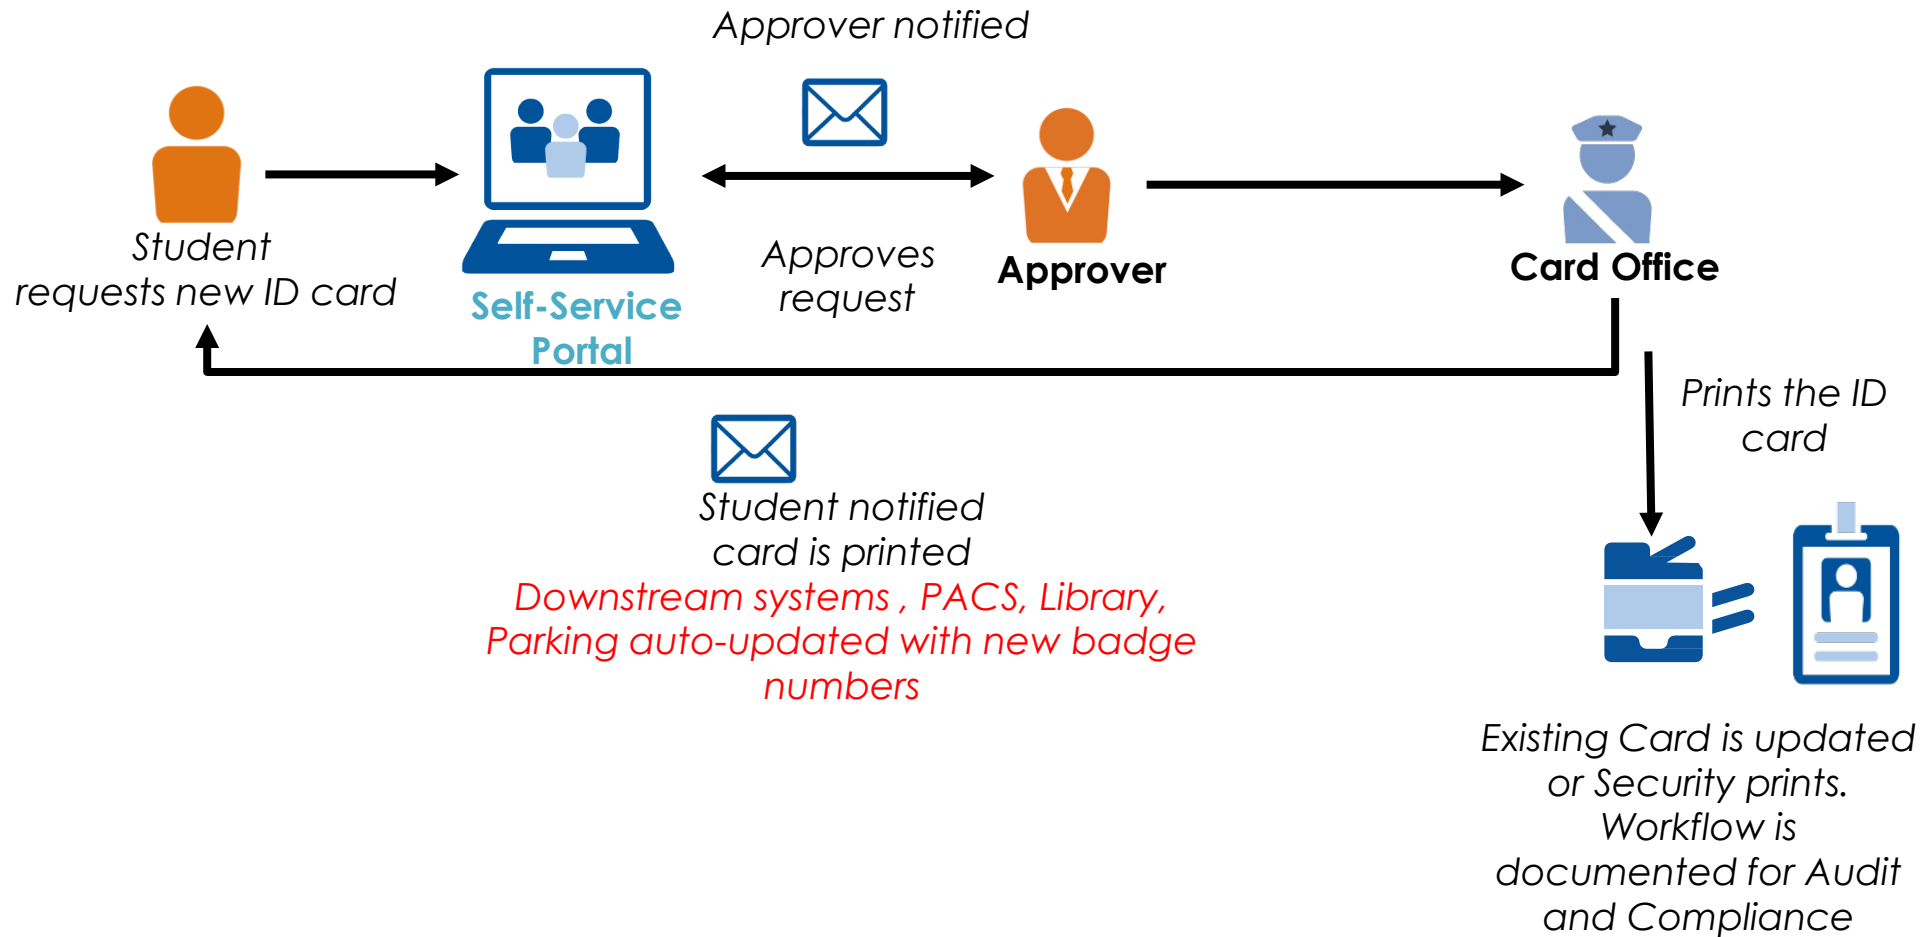 Approver notified
Student
requests new ID card
Self-Service
Portal
Approves
request
Approver
Card Office
Prints the ID
card
Student notified
card is printed
Downstream systems , PACS, Library,
Parking auto-updated with new badge
numbers
Existing Card is updated
or Security prints.
Workflow is
documented for Audit
and Compliance